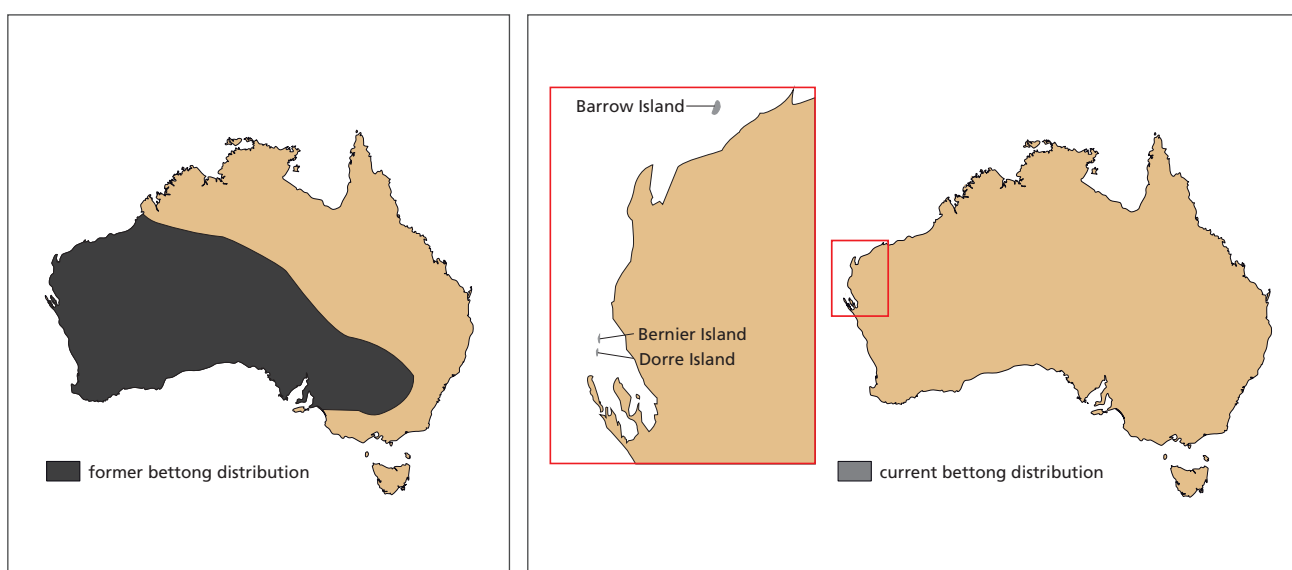 former bettong distribution
Barrow Island
Bernier Island
Dorre Island
current bettong distribution